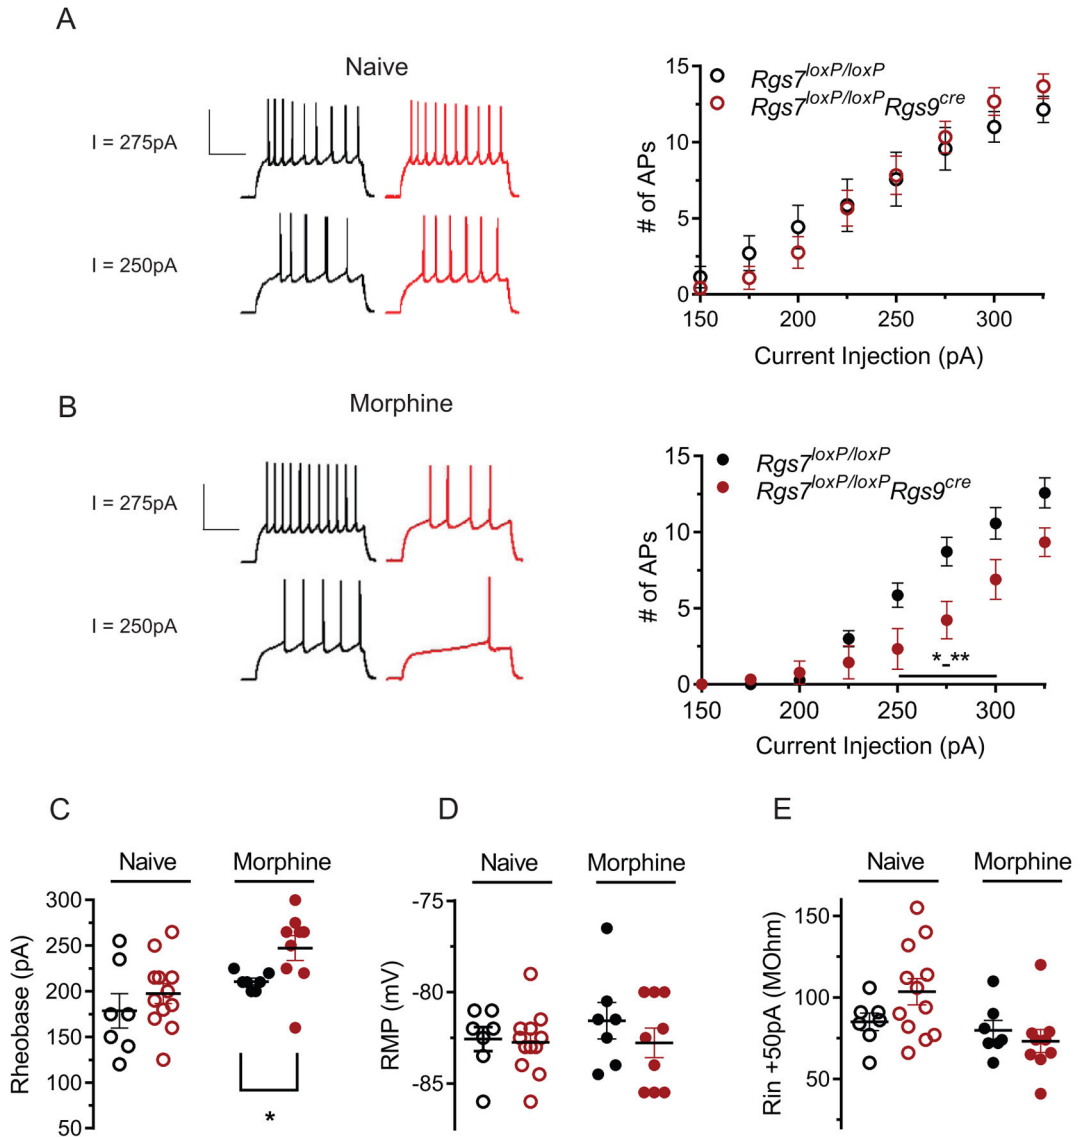 A
Naive
I = 275pA
I = 250pA
15
10
5
0
# of APs
Rgs7loxP/loxP
Rgs7loxP/loxPRgs9cre
150
200
250
300
Current Injection (pA)
B
Morphine
I = 275pA
I = 250pA
15
10
5
0
# of APs
Rgs7loxP/loxP
Rgs7loxP/loxPRgs9cre
*-**
150
200
250
300
Current Injection (pA)
C
Naive
Morphine
Rheobase (pA)
300
250
200
150
100
50
*
D
Naive
Morphine
RMP (mV)
-75
-80
-85
E
Naive
Morphine
Rin +50pA (MOhm)
150
100
50